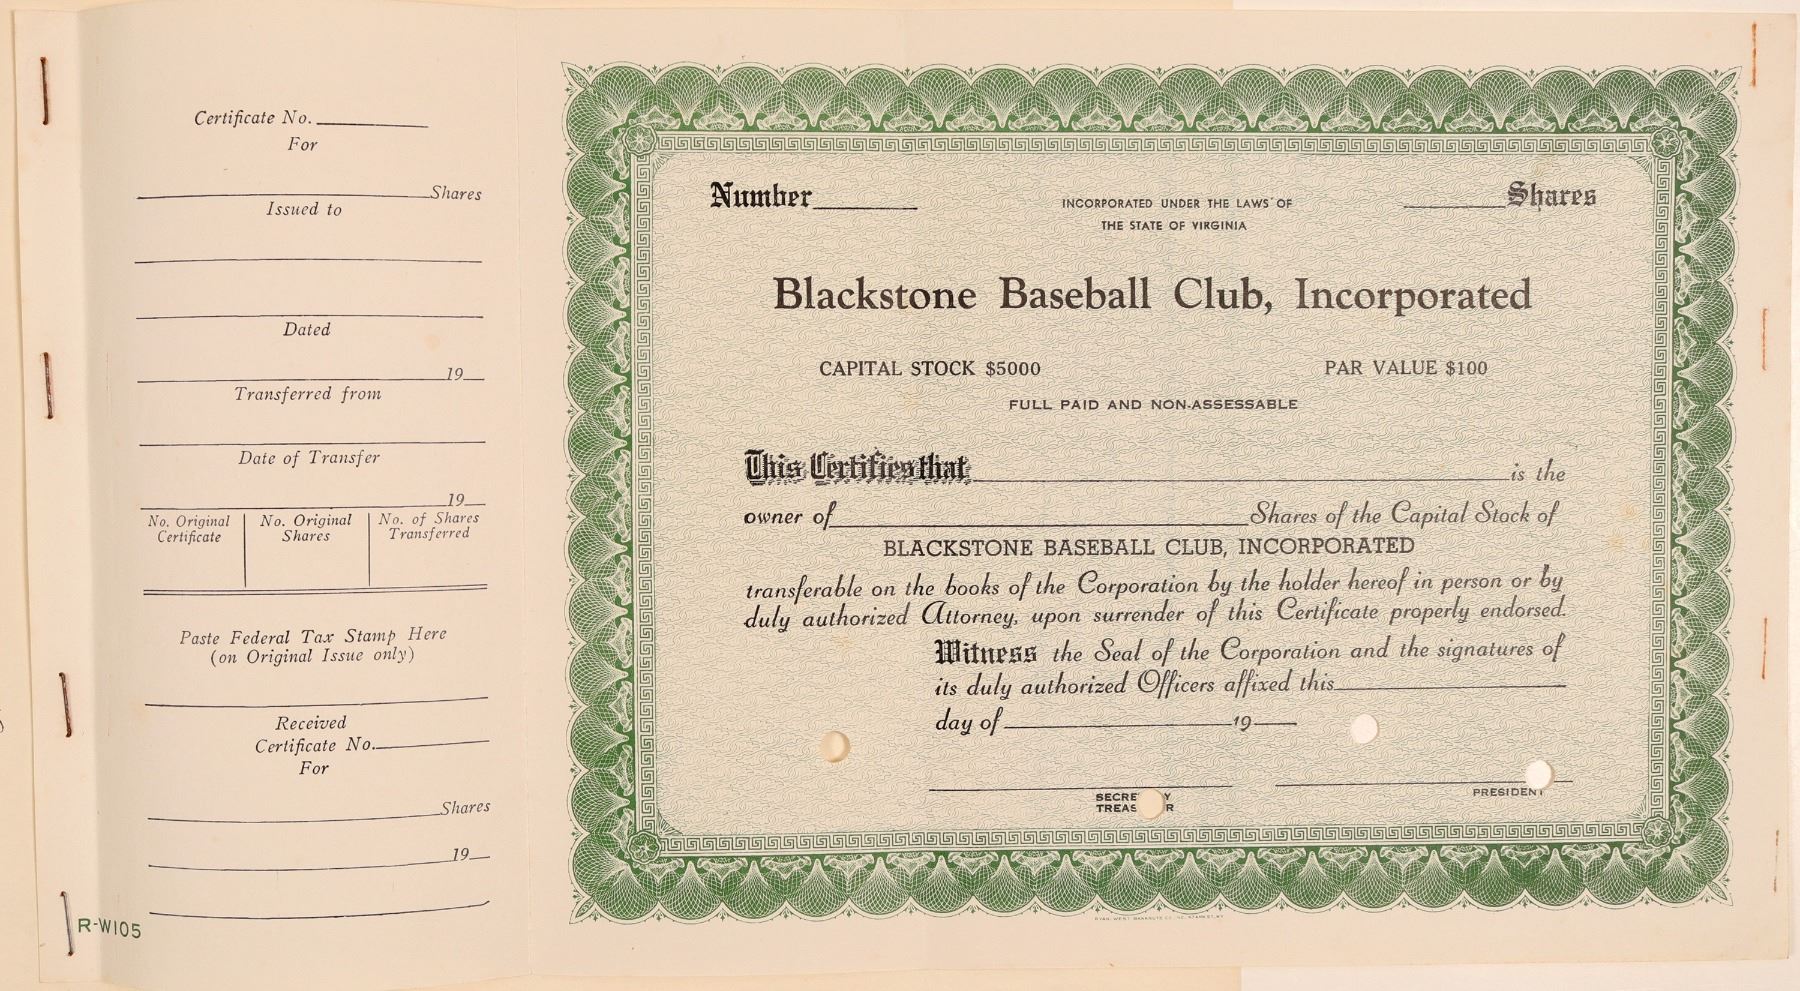 Certificate No.
For
Shares
Issued to
Dated
19
Transferred from
Date of Transfer
19
No. Original Certificate
No. Original Shares
No. of Shares Transferred
Paste Federal Tax Stamp Here
(on Original Issue only)
Received
Certificate No.
For
Shares
19
R-W105
Number
INCORPORATED UNDER THE LAWS OF
THE STATE OF VIRGINIA
Shares
Blackstone Baseball Club, Incorporated
CAPITAL STOCK $5000 PAR VALUE $100
FULL PAID AND NON-ASSESSABLE
This Certifies that is the
owner of Shares of the Capital Stock of
BLACKSTONE BASEBALL CLUB, INCORPORATED
transferable on the books of the Corporation by the holder hereof in person or by
duly authorized Attorney, upon surrender of this Certificate properly endorsed.
Witness the Seal of the Corporation and the signatures of
its duly authorized Officers affixed this
day of 19
SECRE Y
TREAS R
PRESIDENT